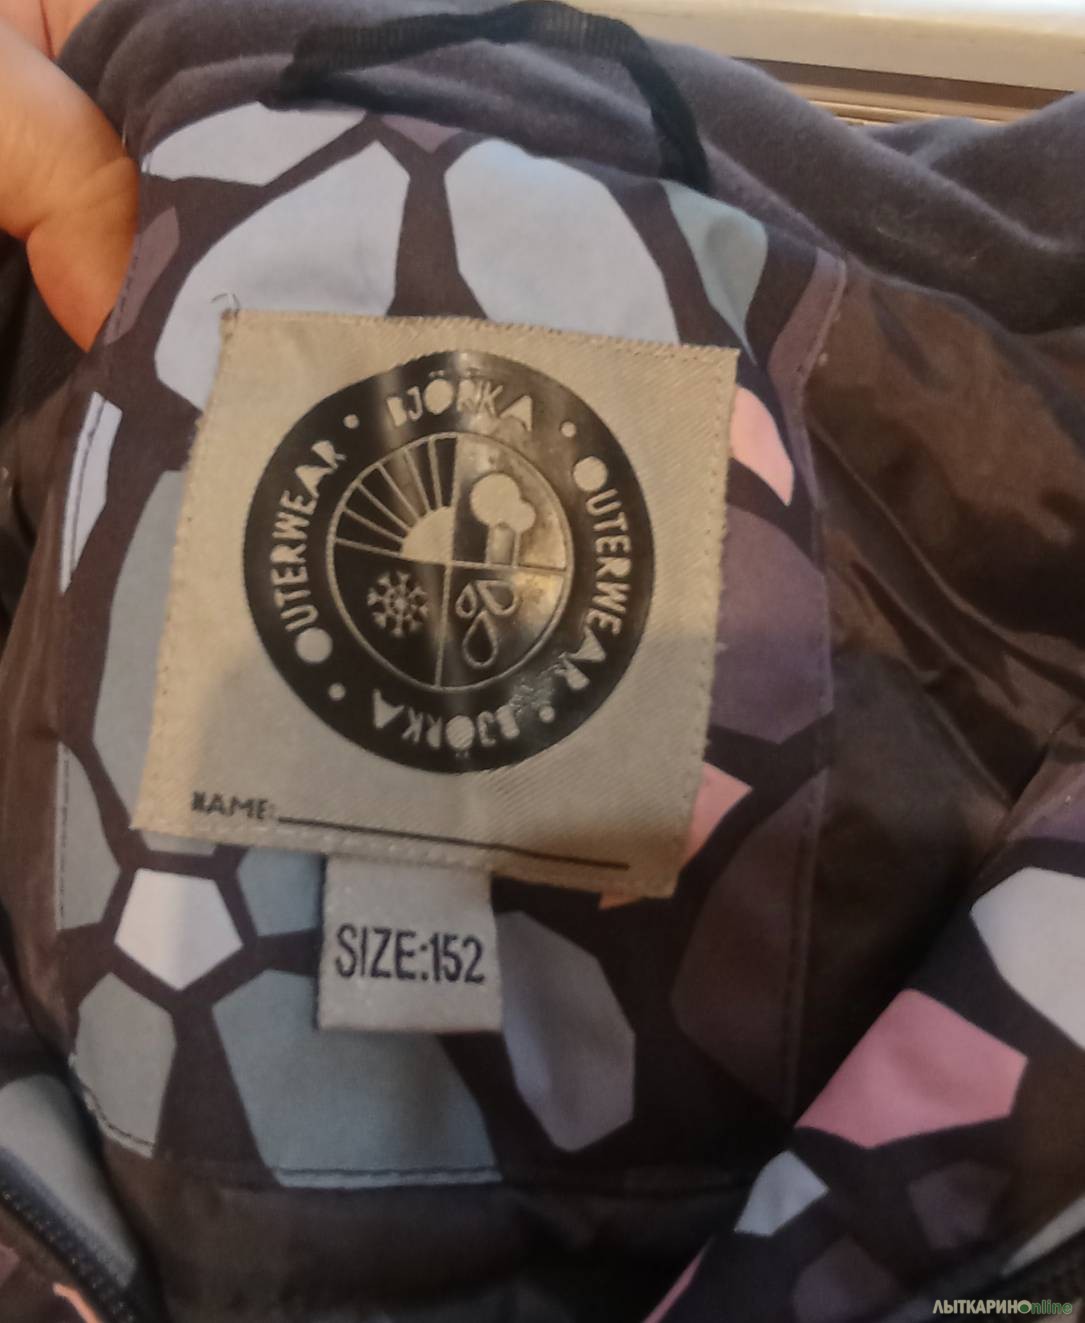 BJÖRKA • OUTERWEAR • BJÖRKA • OUTERWEAR •
NAME:
SIZE:152
ЛЫТКАРИНОonline